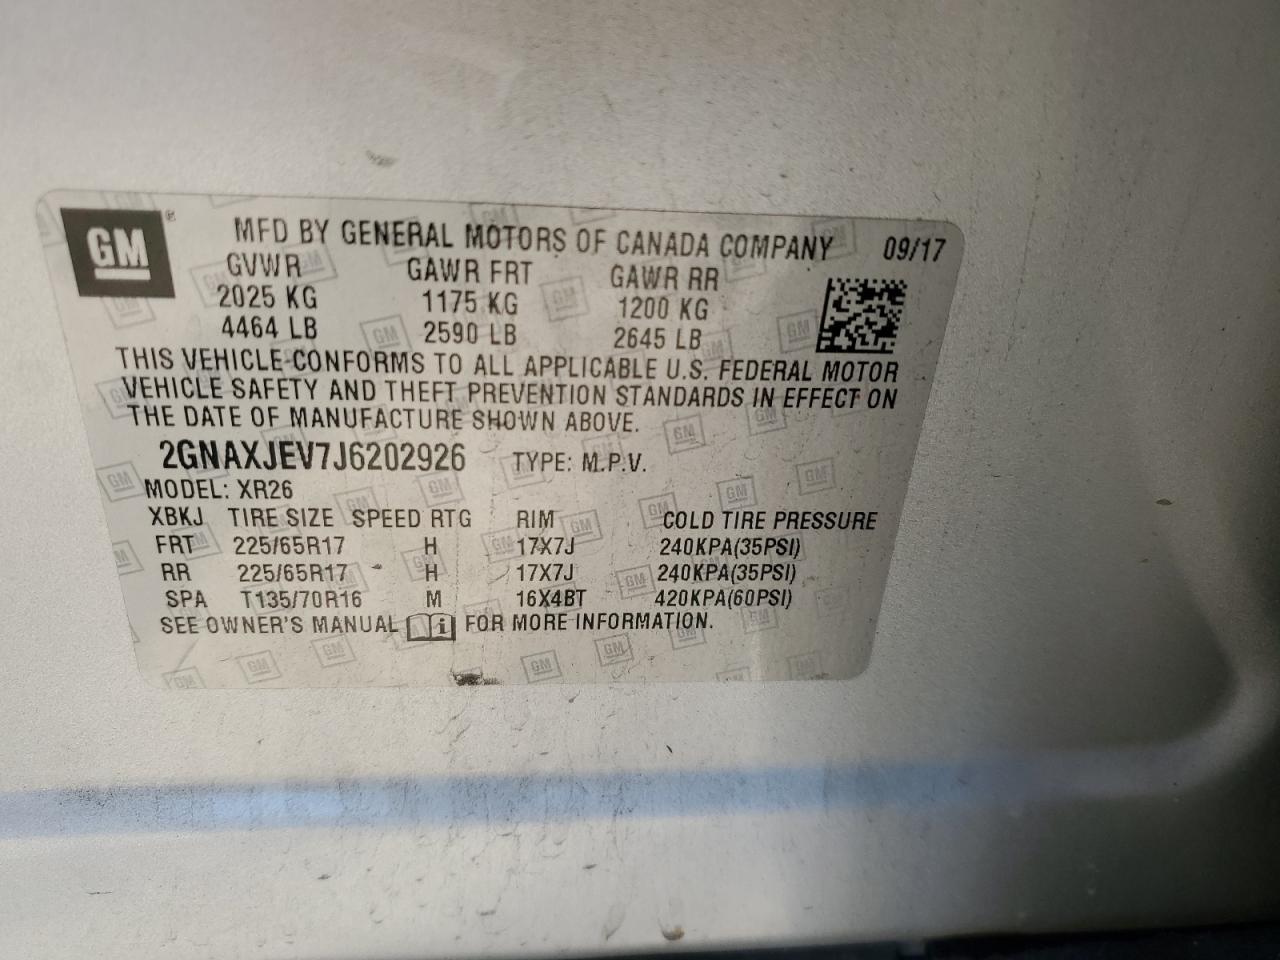 GM ® MFD BY GENERAL MOTORS OF CANADA COMPANY 09/17
GVWR GAWR FRT GAWR RR
2025 KG 1175 KG 1200 KG
4464 LB 2590 LB 2645 LB
THIS VEHICLE CONFORMS TO ALL APPLICABLE U.S. FEDERAL MOTOR
VEHICLE SAFETY AND THEFT PREVENTION STANDARDS IN EFFECT ON
THE DATE OF MANUFACTURE SHOWN ABOVE.
2GNAXJEV7J6202926 TYPE: M.P.V.
MODEL: XR26
XBKJ TIRE SIZE SPEED RTG RIM COLD TIRE PRESSURE
FRT 225/65R17 H 17X7J 240KPA(35PSI)
RR 225/65R17 H 17X7J 240KPA(35PSI)
SPA T135/70R16 M 16X4BT 420KPA(60PSI)
SEE OWNER'S MANUAL i FOR MORE INFORMATION.